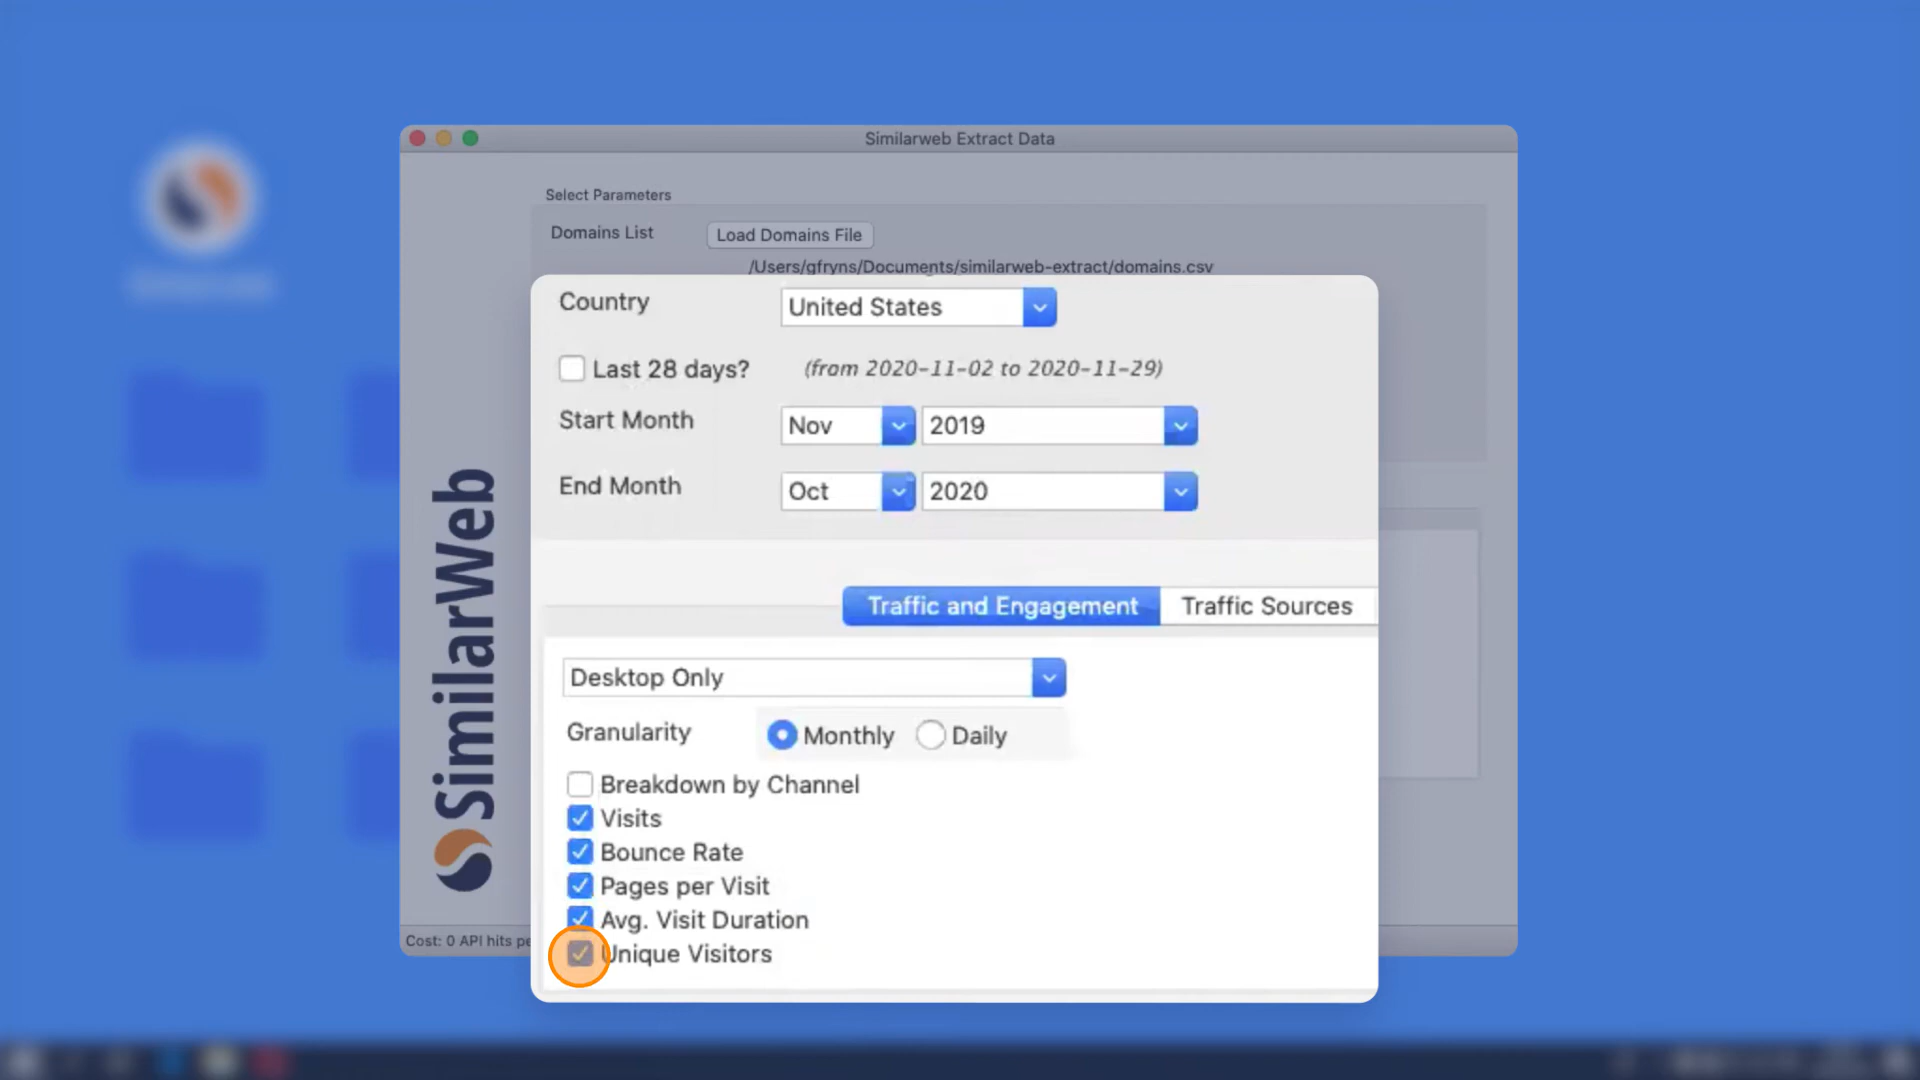 Similarweb Extract Data
Select Parameters
Domains List
Load Domains File
/Users/gfryns/Documents/similarweb-extract/domains.csv
Country
United States
Last 28 days?
(from 2020-11-02 to 2020-11-29)
Start Month
Nov
2019
End Month
Oct
2020
Traffic and Engagement
Traffic Sources
Desktop Only
Granularity
Monthly
Daily
Breakdown by Channel
Visits
Bounce Rate
Pages per Visit
Avg. Visit Duration
Unique Visitors
SimilarWeb
Cost: 0 API hits pe